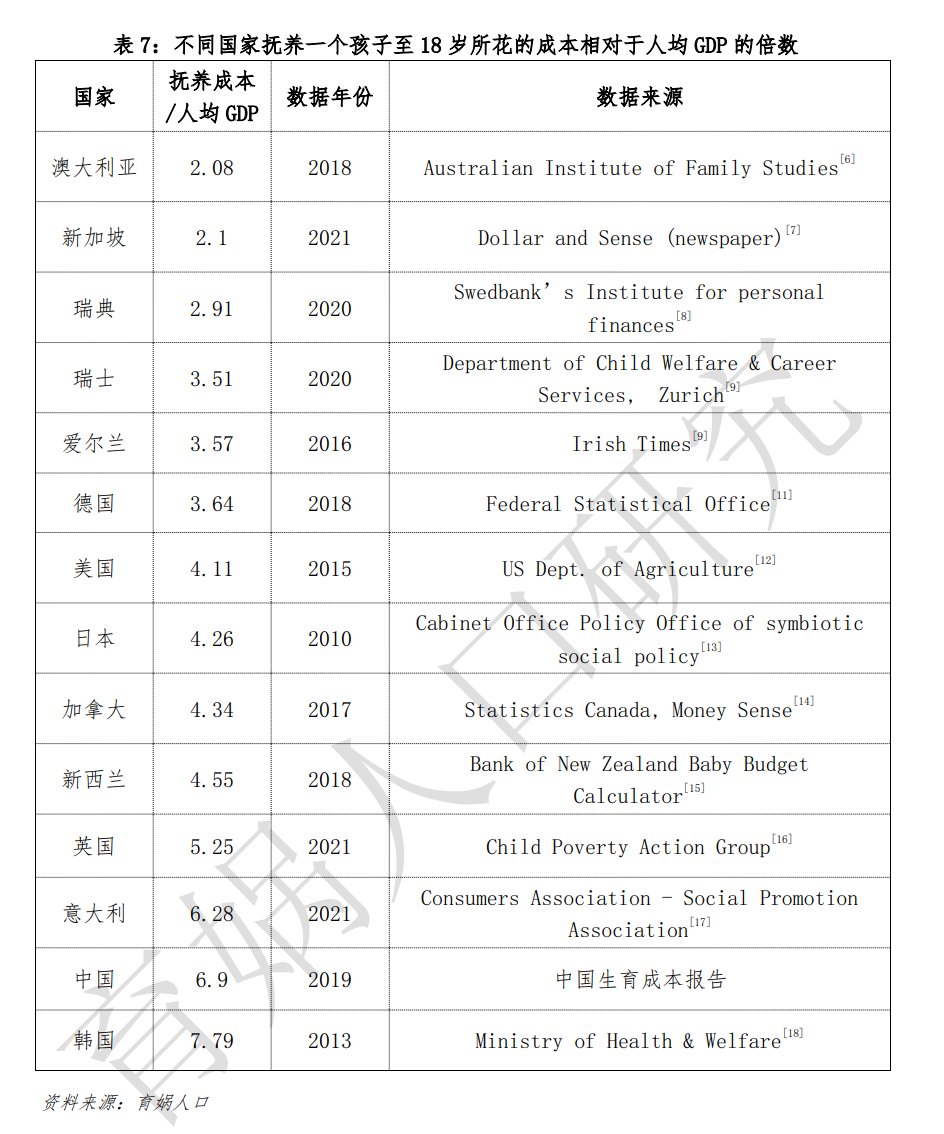 表 7：不同国家抚养一个孩子至 18 岁所花的成本相对于人均 GDP 的倍数
国家 抚养成本/人均 GDP 数据年份 数据来源
澳大利亚 2.08 2018 Australian Institute of Family Studies[6]
新加坡 2.1 2021 Dollar and Sense (newspaper)[7]
瑞典 2.91 2020 Swedbank’s Institute for personal
finances[8]
瑞士 3.51 2020 Department of Child Welfare & Career
Services, Zurich[9]
爱尔兰 3.57 2016 Irish Times[9]
德国 3.64 2018 Federal Statistical Office[11]
美国 4.11 2015 US Dept. of Agriculture[12]
日本 4.26 2010 Cabinet Office Policy Office of symbiotic
social policy[13]
加拿大 4.34 2017 Statistics Canada, Money Sense[14]
新西兰 4.55 2018 Bank of New Zealand Baby Budget
Calculator[15]
英国 5.25 2021 Child Poverty Action Group[16]
意大利 6.28 2021 Consumers Association - Social Promotion
Association[17]
中国 6.9 2019 中国生育成本报告
韩国 7.79 2013 Ministry of Health & Welfare[18]
资料来源：育娲人口
育娲人口研究